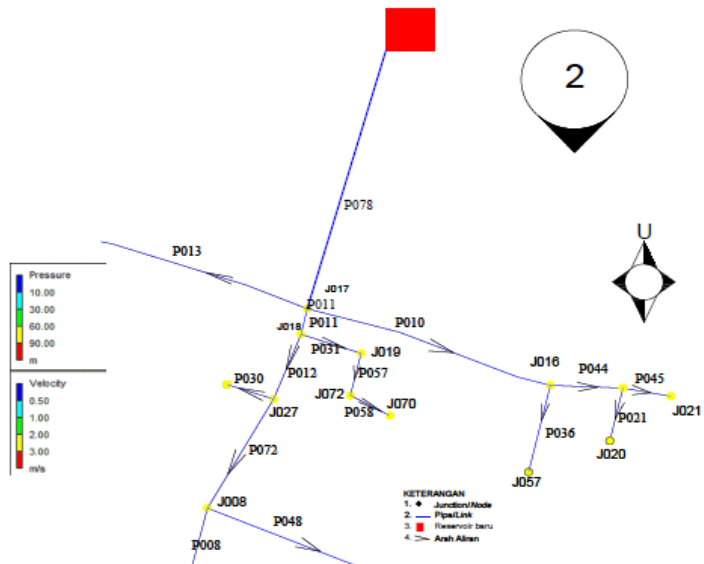 2
P078
U
P013
J017
P011
J018
P011
P010
P031
J019
P012
P057
P030
J072
J027
P058
J070
J016
P044
P045
J021
P021
P036
J020
J057
P072
J008
P048
P008
Pressure
10.00
30.00
60.00
90.00
m
Velocity
0.50
1.00
2.00
3.00
m/s
KETERANGAN
1. Junction/Node
2. Pipa/Link
3. Reservoir baru
4. Arah Aliran